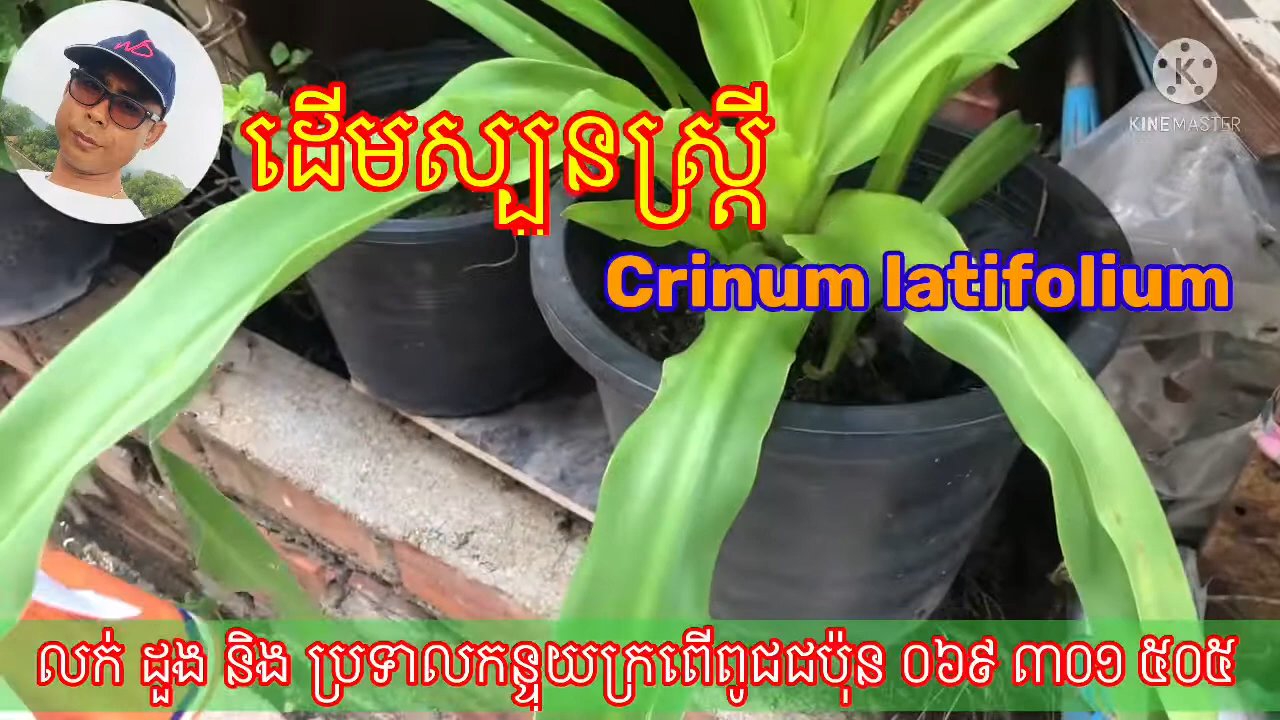 ដើមស្បួនស្ត្រី
Crinum latifolium
KINEMASTER
លក់ ដួង និង ប្រទាលកន្ទុយក្រពើពូជជប៉ុន ០៦៩ ៣០១ ៥០៥